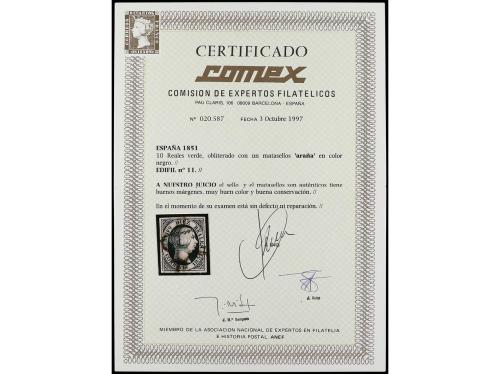 CERTIFICADO
comex
COMISION DE EXPERTOS FILATELICOS
PAU CLARIS, 106 08009 BARCELONA - ESPAÑA
Nº 020.587 FECHA 3 Octubre 1997
ESPAÑA 1851
10 Reales verde, obliterado con un matasellos 'araña' en color
negro. //
EDIFIL nº 11. //
A NUESTRO JUICIO el sello y el matasellos son auténticos tiene
buenos márgenes, muy buen color y buena conservación. //
En el momento de su examen está sin defecto ni reparación. //
MIEMBRO DE LA ASOCIACION NACIONAL DE EXPERTOS EN FILATELIA
E HISTORIA POSTAL. ANEF